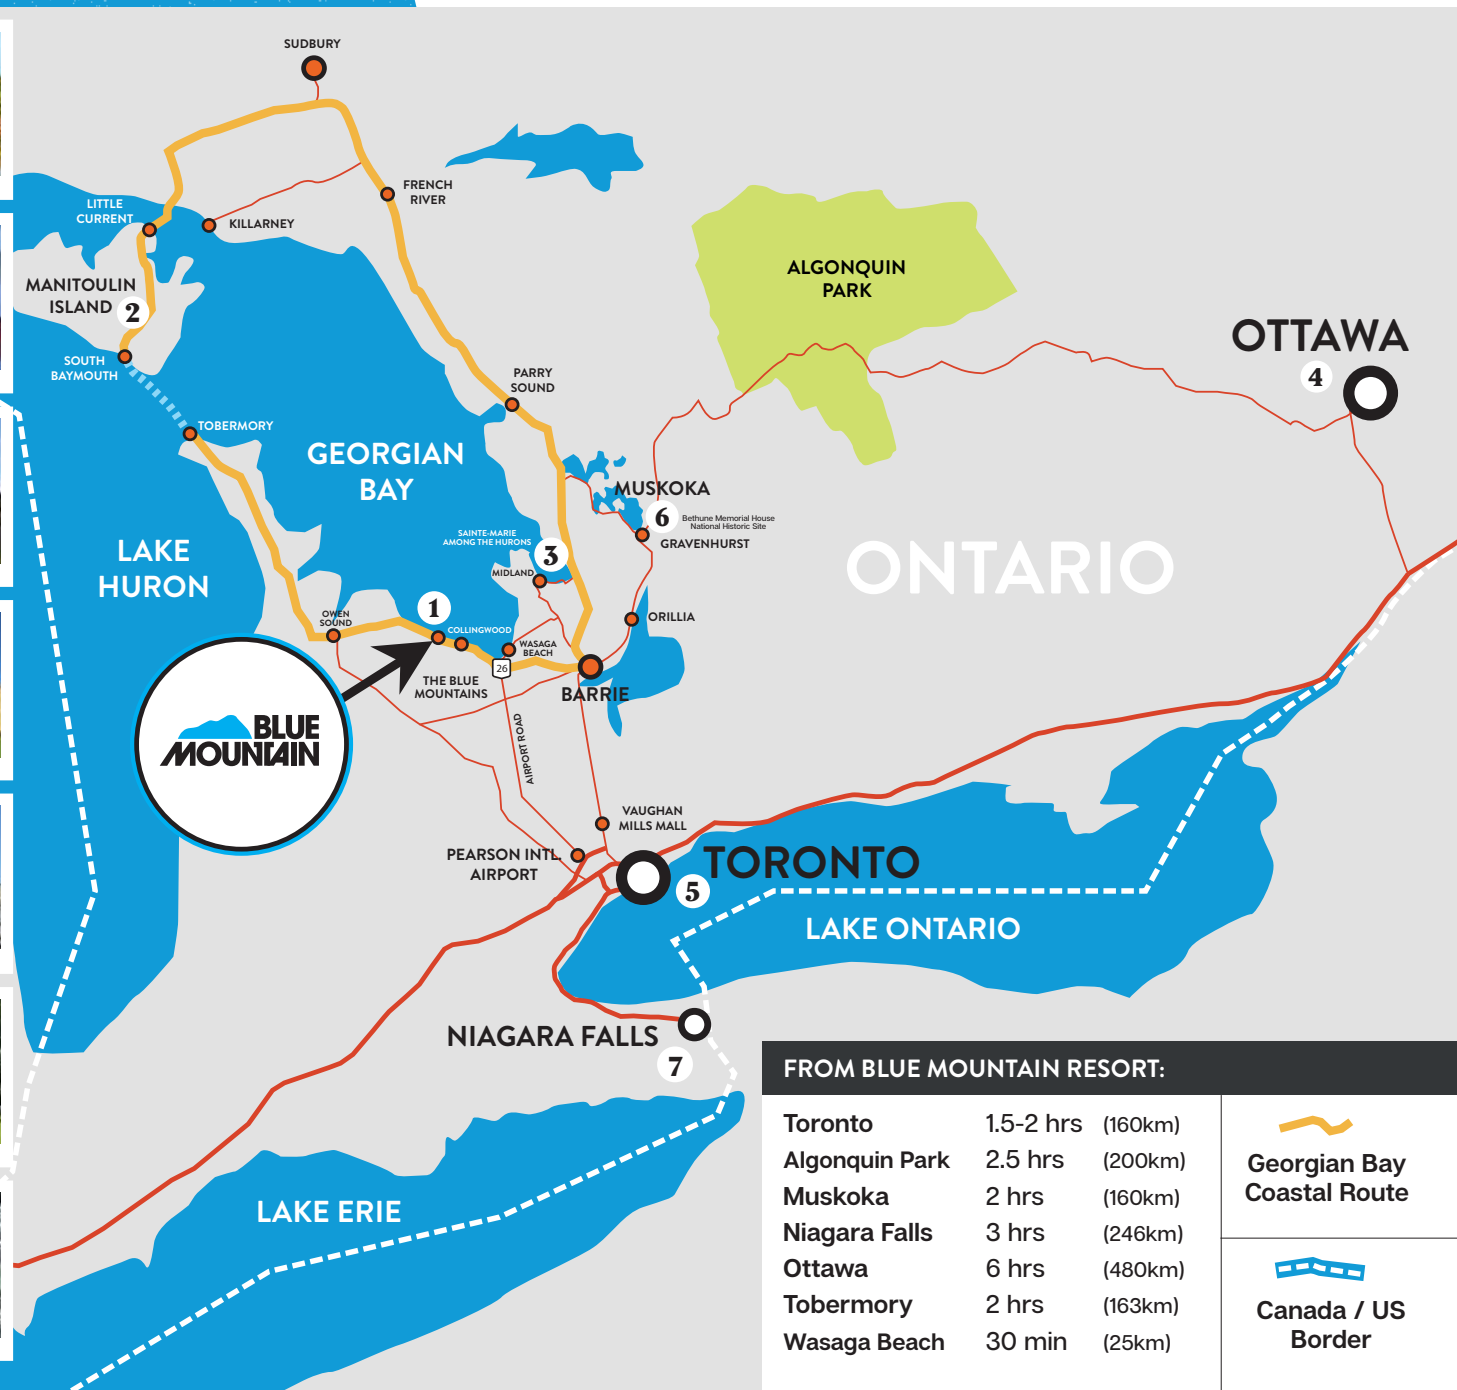 SUDBURY
FRENCH
RIVER
LITTLE
CURRENT
KILLARNEY
MANITOULIN
ISLAND
2
SOUTH
BAYMOUTH
ALGONQUIN
PARK
OTTAWA
4
PARRY
SOUND
TOBERMORY
GEORGIAN
BAY
MUSKOKA
6
Bethune Memorial House
National Historic Site
GRAVENHURST
LAKE
HURON
SAINTE-MARIE
AMONG THE HURONS
3
MIDLAND
ONTARIO
OWEN
SOUND
1
COLLINGWOOD
WASAGA
BEACH
ORILLIA
26
THE BLUE
MOUNTAINS
BARRIE
BLUE
MOUNTAIN
AIRPORT ROAD
VAUGHAN
MILLS MALL
PEARSON INTL.
AIRPORT
TORONTO
5
LAKE ONTARIO
NIAGARA FALLS
7
LAKE ERIE
FROM BLUE MOUNTAIN RESORT:
Toronto 1.5-2 hrs (160km)
Algonquin Park 2.5 hrs (200km)
Muskoka 2 hrs (160km)
Niagara Falls 3 hrs (246km)
Ottawa 6 hrs (480km)
Tobermory 2 hrs (163km)
Wasaga Beach 30 min (25km)
Georgian Bay
Coastal Route
Canada / US
Border